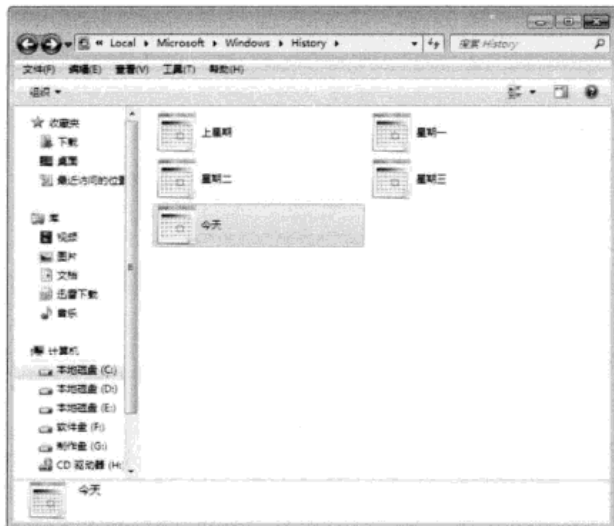 « Local ▸ Microsoft ▸ Windows ▸ History ▸
搜索 History
文件(F) 编辑(E) 查看(V) 工具(T) 帮助(H)
组织 ▾
收藏夹
下载
桌面
最近访问的位置
库
视频
图片
文档
迅雷下载
音乐
计算机
本地磁盘 (C:)
本地磁盘 (D:)
本地磁盘 (E:)
软件盘 (F:)
制作盘 (G:)
CD 驱动器 (H:
上星期
星期一
星期二
星期三
今天
今天